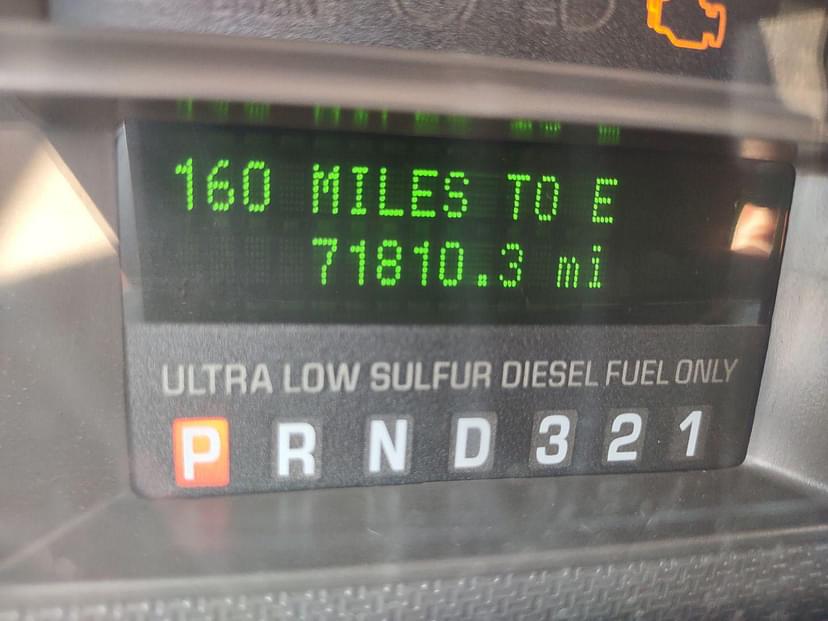 160 MILES TO E
71810.3 mi
ULTRA LOW SULFUR DIESEL FUEL ONLY
P R N D 3 2 1